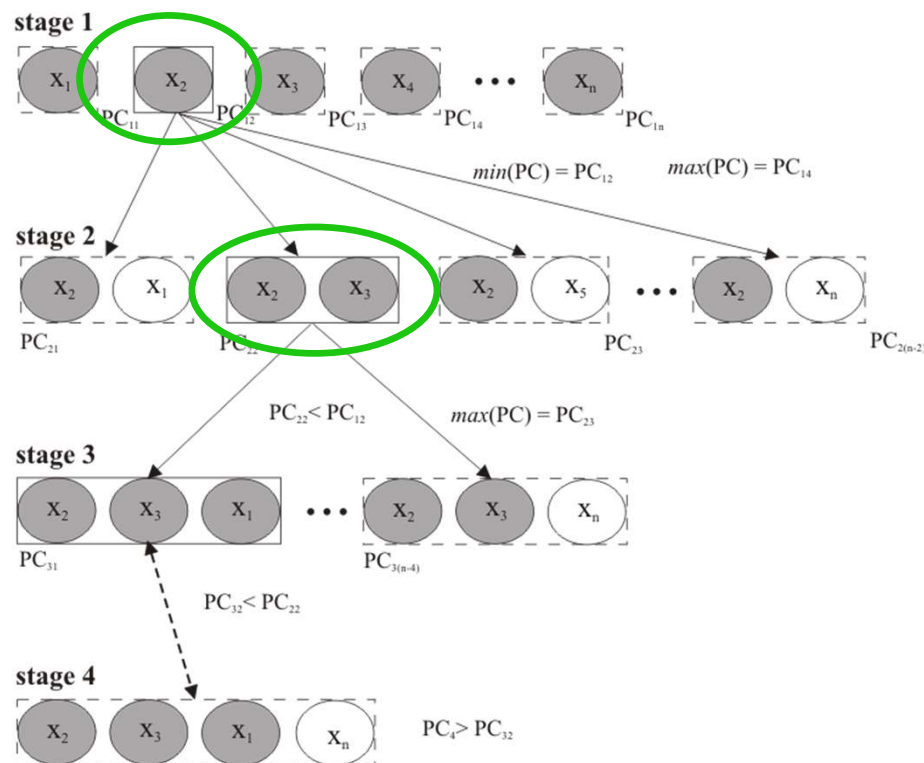 stage 1
X₁ X₂ X₃ X₄ ••• Xₙ
PC₁₁ PC₁₂ PC₁₃ PC₁₄ PC₁ₙ
min(PC) = PC₁₂ max(PC) = PC₁₄
stage 2
X₂ X₁ X₂ X₃ X₂ X₅ ••• X₂ Xₙ
PC₂₁ PC₂₂ PC₂₃ PC₂₍ₙ₋₂₎
PC₂₂< PC₁₂ max(PC) = PC₂₃
stage 3
X₂ X₃ X₁ ••• X₂ X₃ Xₙ
PC₃₁ PC₃₍ₙ₋₄₎
PC₃₂< PC₂₂
stage 4
X₂ X₃ X₁ Xₙ
PC₄> PC₃₂